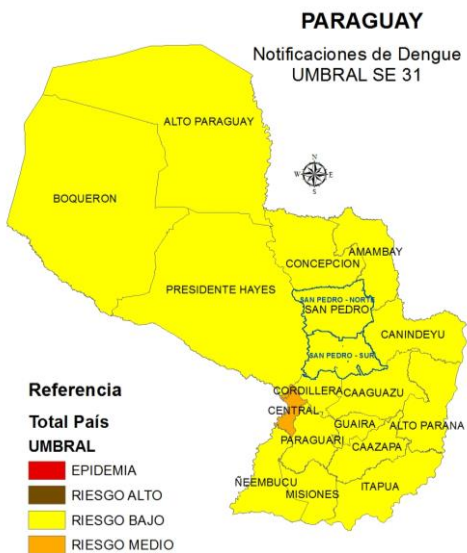 PARAGUAY
Notificaciones de Dengue
UMBRAL SE 31
ALTO PARAGUAY
BOQUERON
N
W E
S
PRESIDENTE HAYES
CONCEPCION
AMAMBAY
SAN PEDRO - NORTE
SAN PEDRO
CANINDEYU
SAN PEDRO - SUR
CORDILLERA
CAAGUAZU
CENTRAL
GUAIRA
ALTO PARANA
PARAGUARI
CAAZAPA
ÑEEMBUCU
MISIONES
ITAPUA
Referencia
Total País
UMBRAL
EPIDEMIA
RIESGO ALTO
RIESGO BAJO
RIESGO MEDIO